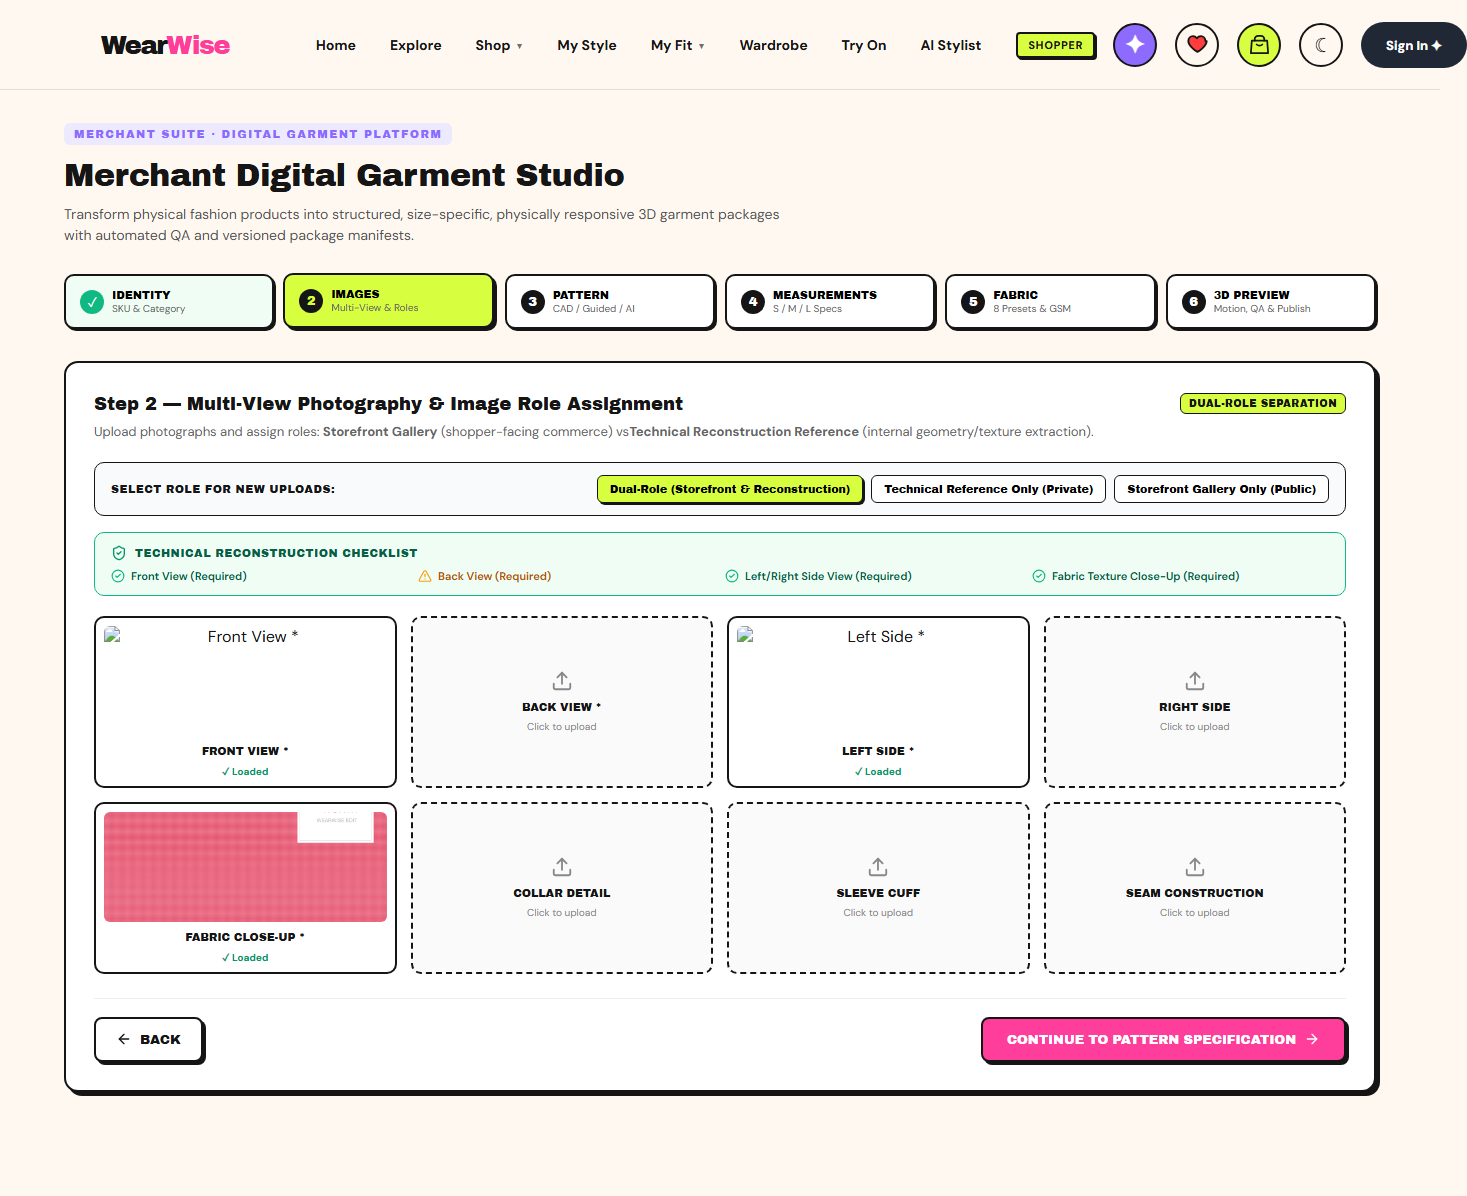 WearWise
Home
Explore
Shop ▾
My Style
My Fit ▾
Wardrobe
Try On
AI Stylist
SHOPPER
Sign In ✦
MERCHANT SUITE · DIGITAL GARMENT PLATFORM
Merchant Digital Garment Studio
Transform physical fashion products into structured, size-specific, physically responsive 3D garment packages
with automated QA and versioned package manifests.
✓ IDENTITY
SKU & Category
2 IMAGES
Multi-View & Roles
3 PATTERN
CAD / Guided / AI
4 MEASUREMENTS
S / M / L Specs
5 FABRIC
8 Presets & GSM
6 3D PREVIEW
Motion, QA & Publish
Step 2 — Multi-View Photography & Image Role Assignment
DUAL-ROLE SEPARATION
Upload photographs and assign roles: Storefront Gallery (shopper-facing commerce) vsTechnical Reconstruction Reference (internal geometry/texture extraction).
SELECT ROLE FOR NEW UPLOADS:
Dual-Role (Storefront & Reconstruction)
Technical Reference Only (Private)
Storefront Gallery Only (Public)
TECHNICAL RECONSTRUCTION CHECKLIST
Front View (Required)
Back View (Required)
Left/Right Side View (Required)
Fabric Texture Close-Up (Required)
Front View *
FRONT VIEW *
✓ Loaded
BACK VIEW *
Click to upload
Left Side *
LEFT SIDE *
✓ Loaded
RIGHT SIDE
Click to upload
WEARWISE EDIT
FABRIC CLOSE-UP *
✓ Loaded
COLLAR DETAIL
Click to upload
SLEEVE CUFF
Click to upload
SEAM CONSTRUCTION
Click to upload
← BACK
CONTINUE TO PATTERN SPECIFICATION →